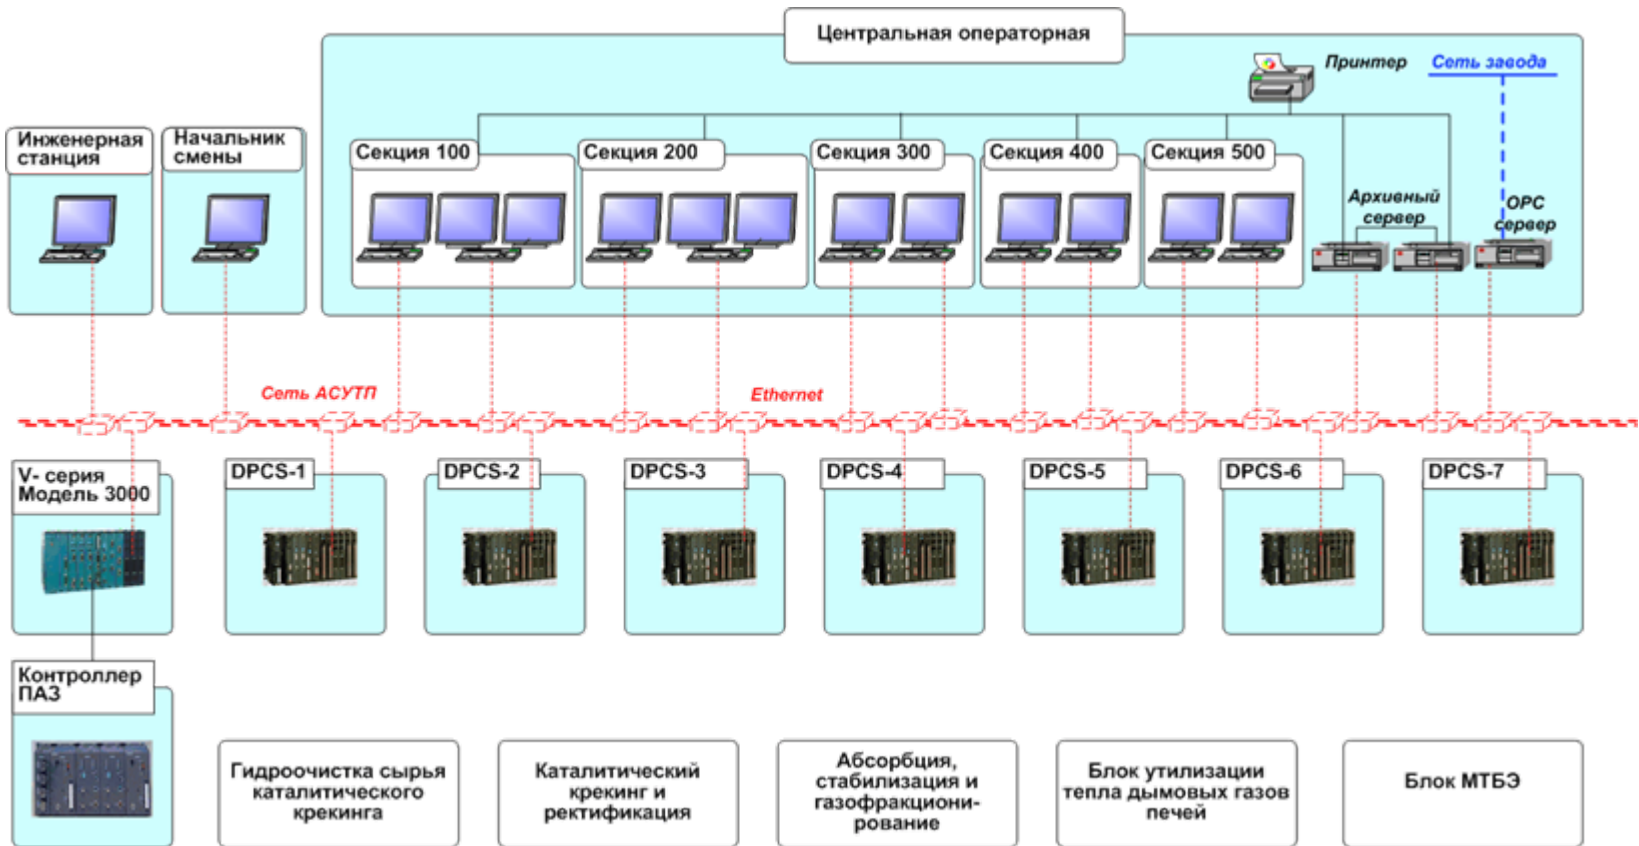 Центральная операторная
Принтер
Сеть завода
Инженерная
станция
Начальник
смены
Секция 100
Секция 200
Секция 300
Секция 400
Секция 500
Архивный
сервер
OPC
сервер
Сеть АСУТП
Ethernet
V- серия
Модель 3000
DPCS-1
DPCS-2
DPCS-3
DPCS-4
DPCS-5
DPCS-6
DPCS-7
Контроллер
ПАЗ
Гидроочистка сырья
каталитического
крекинга
Каталитический
крекинг и
ректификация
Абсорбция,
стабилизация и
газофракциони-
рование
Блок утилизации
тепла дымовых газов
печей
Блок МТБЭ